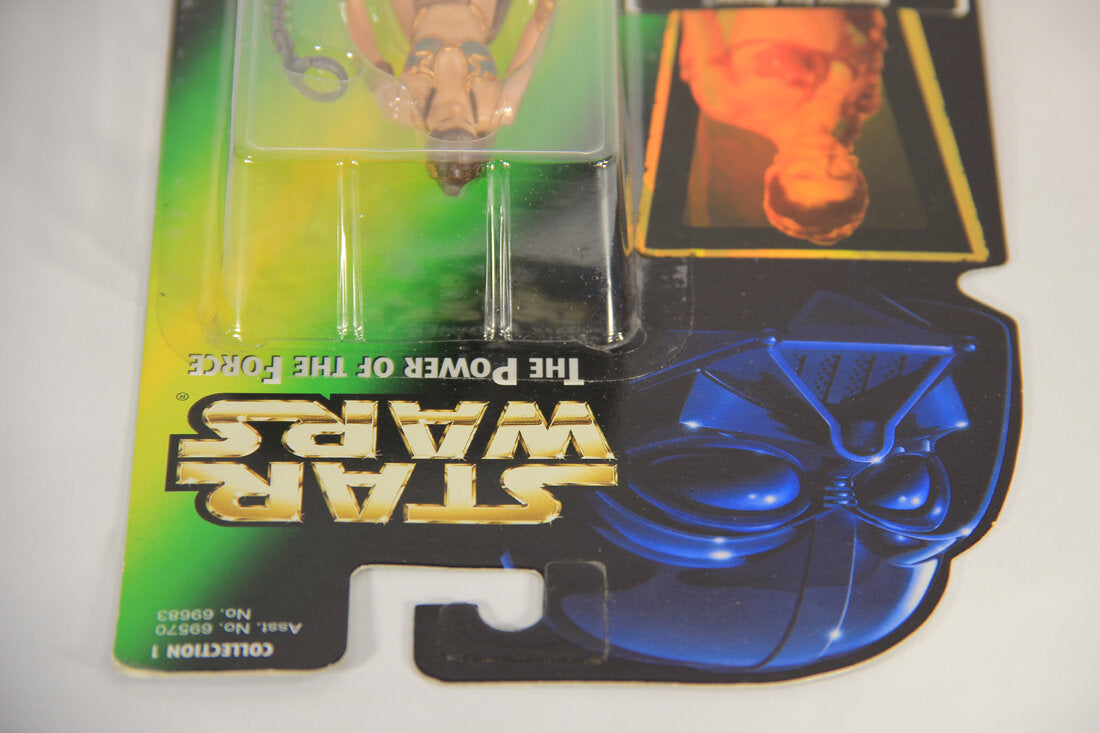 COLLECTION 1
Asst. No. 69570
No. 69683
STAR
WARS
®
THE POWER OF THE FORCE